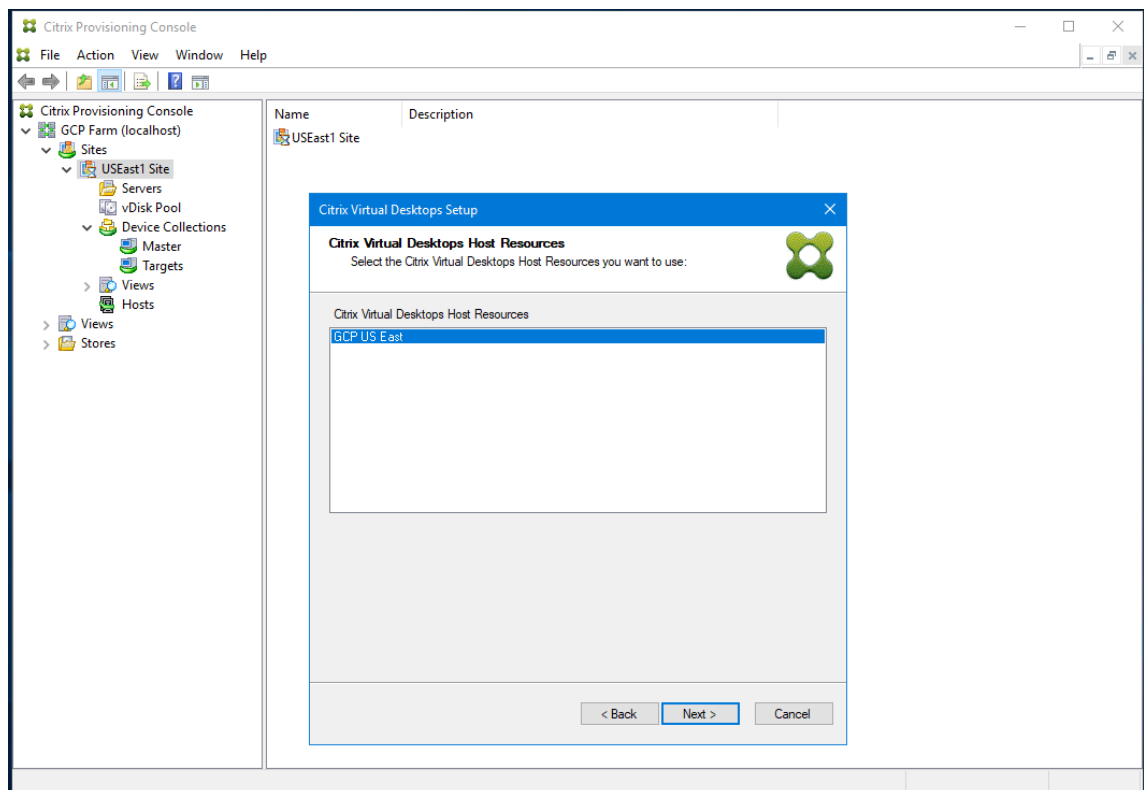 Citrix Provisioning Console
File Action View Window Help
Citrix Provisioning Console
GCP Farm (localhost)
Sites
USEast1 Site
Servers
vDisk Pool
Device Collections
Master
Targets
Views
Hosts
Views
Stores
Name Description
USEast1 Site
Citrix Virtual Desktops Setup
Citrix Virtual Desktops Host Resources
Select the Citrix Virtual Desktops Host Resources you want to use:
Citrix Virtual Desktops Host Resources
GCP US East
< Back Next > Cancel